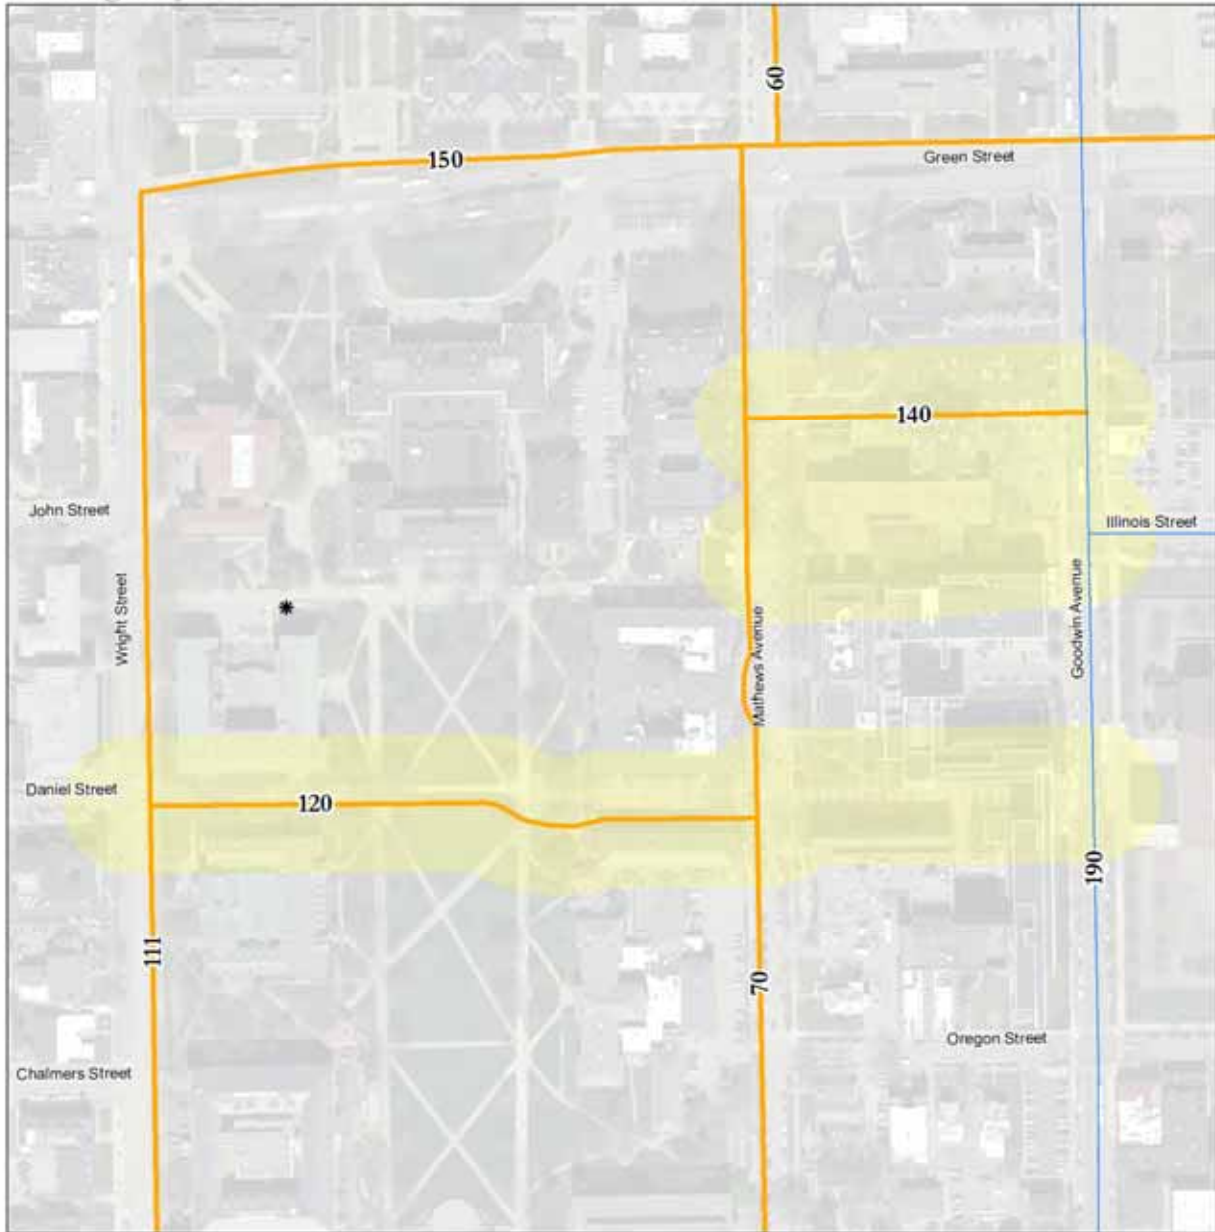 60
150
Green Street
140
John Street
Illinois Street
Wright Street
Mathews Avenue
Goodwin Avenue
Daniel Street
120
190
111
70
Oregon Street
Chalmers Street